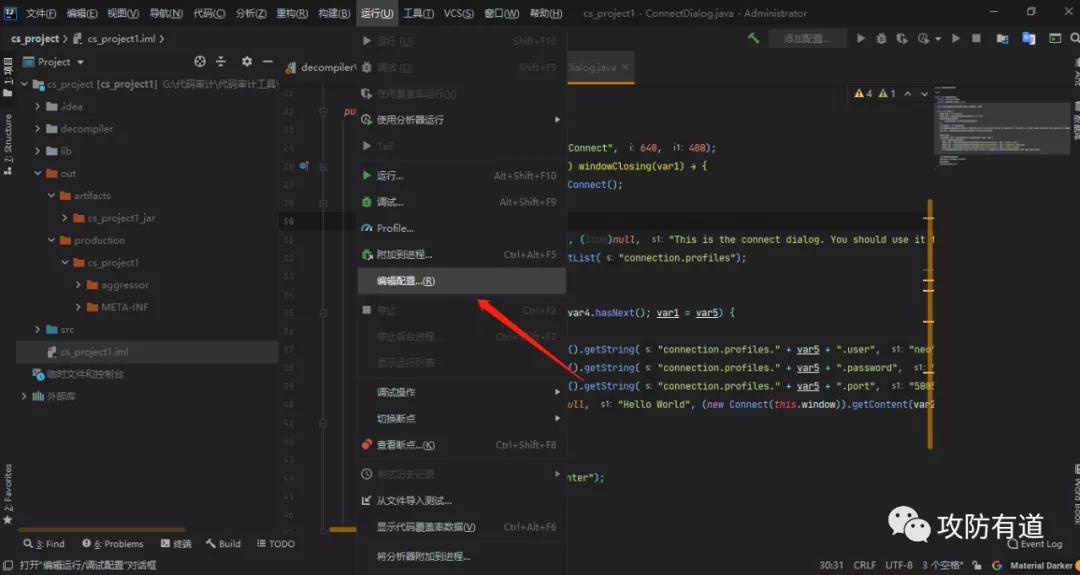 文件(F) 编辑(E) 视图(V) 导航(N) 代码(C) 分析(Z) 重构(R) 构建(B) 运行(U) 工具(T) VCS(S) 窗口(W) 帮助(H) cs_project1 - ConnectDialog.java - Administrator
cs_project cs_project1.iml
添加配置...
1: 项目
Project
cs_project [cs_project1] G:\代码审计\代码审计工具\
.idea
decompiler
lib
out
artifacts
cs_project1_jar
production
cs_project1
aggressor
META-INF
src
cs_project1.iml
临时文件和控制台
外部库
7: Structure
2: Favorites
运行(U) Shift+F10
调试(D) Shift+F9
使用覆盖率运行(V)
使用分析器运行
Tail
运行... Alt+Shift+F10
调试... Alt+Shift+F9
Profile...
附加到进程... Ctrl+Alt+F5
编辑配置...(R)
停止 Ctrl+F2
停止后台进程... Ctrl+Shift+F2
显示运行列表
调试操作
切换断点
查看断点...(K) Ctrl+Shift+F8
测试历史记录
从文件导入测试...
显示代码覆盖率数据(V) Ctrl+Alt+F6
将分析器附加到进程...
decompiler
Dialog.java
4 1
21
22 pu
24
26
27
28
30
31
34
35
37
38
39
40
41
43
44
45
46
Connect", i: 640, i1: 480);
) windowClosing(var1) → {
Connect();
, (Icon)null, s1: "This is the connect dialog. You should use it t
tList( s: "connection.profiles");
var4.hasNext(); var1 = var5) {
().getString( s: "connection.profiles." + var5 + ".user", s1: "neo"
().getString( s: "connection.profiles." + var5 + ".password",
().getString( s: "connection.profiles." + var5 + ".port", s1: "5005
ull, s1: "Hello World", (new Connect(this.window)).getContent(var2
nter");
攻防有道
3: Find 6: Problems 终端 Build TODO Event Log
打开"编辑运行/调试配置"对话框 30:31 CRLF UTF-8 3 个空格* Material Darker